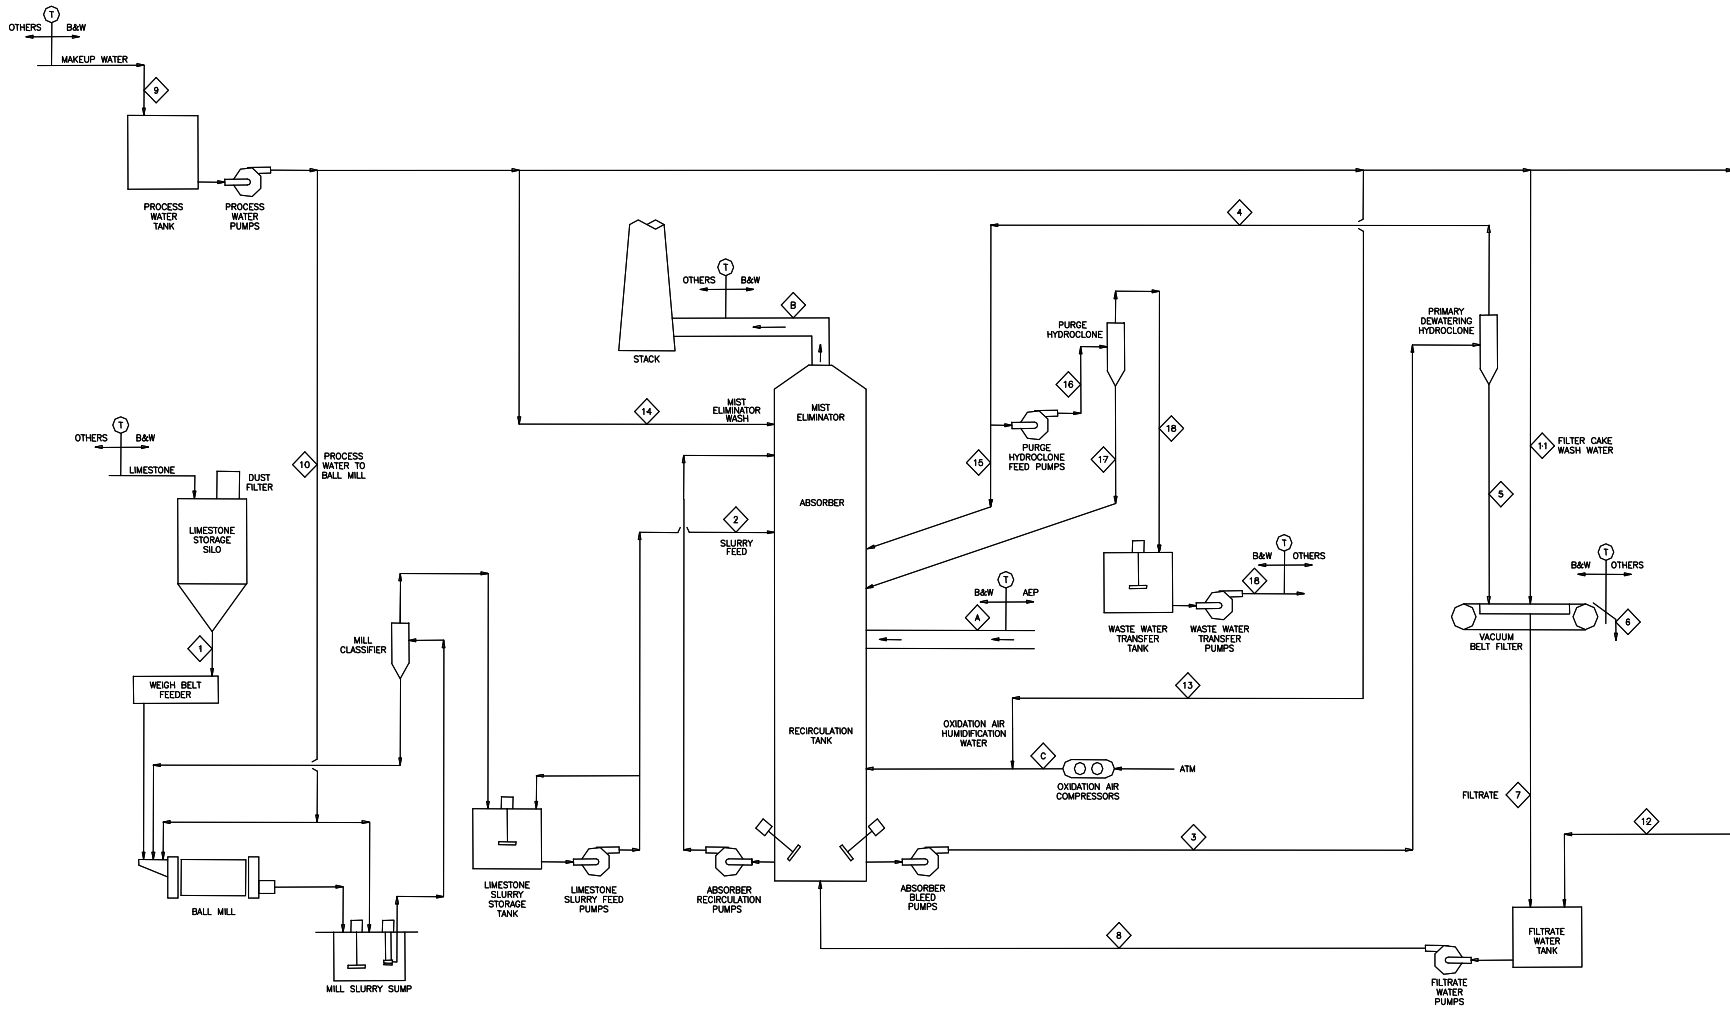 T
OTHERS B&W
MAKEUP WATER
9
PROCESS
WATER
TANK
PROCESS
WATER
PUMPS
4
T
OTHERS B&W
B
STACK
PURGE
HYDROCLONE
PRIMARY
DEWATERING
HYDROCLONE
16
14
MIST
ELIMINATOR
WASH
MIST
ELIMINATOR
18
T
OTHERS B&W
LIMESTONE
DUST
FILTER
10
PROCESS
WATER TO
BALL MILL
PURGE
HYDROCLONE
FEED PUMPS
15
17
11
FILTER CAKE
WASH WATER
5
ABSORBER
LIMESTONE
STORAGE
SILO
2
SLURRY
FEED
T
B&W OTHERS
18
T
B&W OTHERS
T
B&W AEP
A
WASTE WATER
TRANSFER
TANK
WASTE WATER
TRANSFER
PUMPS
6
VACUUM
BELT FILTER
1
MILL
CLASSIFIER
WEIGH BELT
FEEDER
13
RECIRCULATION
TANK
OXIDATION AIR
HUMIDIFICATION
WATER
C
ATM
OXIDATION AIR
COMPRESSORS
FILTRATE
7
12
3
BALL MILL
LIMESTONE
SLURRY
STORAGE
TANK
LIMESTONE
SLURRY FEED
PUMPS
ABSORBER
RECIRCULATION
PUMPS
ABSORBER
BLEED
PUMPS
8
FILTRATE
WATER
TANK
MILL SLURRY SUMP
FILTRATE
WATER
PUMPS